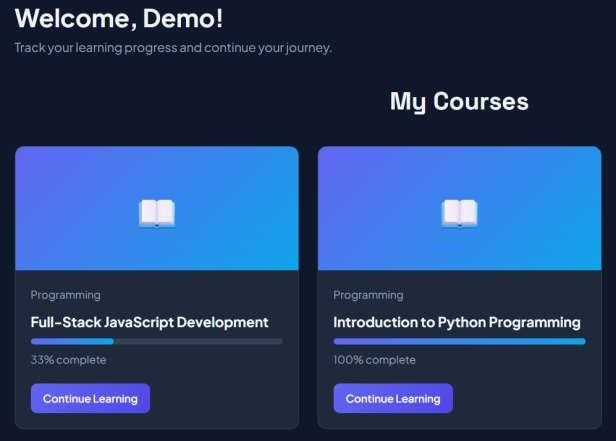 Welcome, Demo!
Track your learning progress and continue your journey.
My Courses
Programming
Full-Stack JavaScript Development
33% complete
Continue Learning
Programming
Introduction to Python Programming
100% complete
Continue Learning